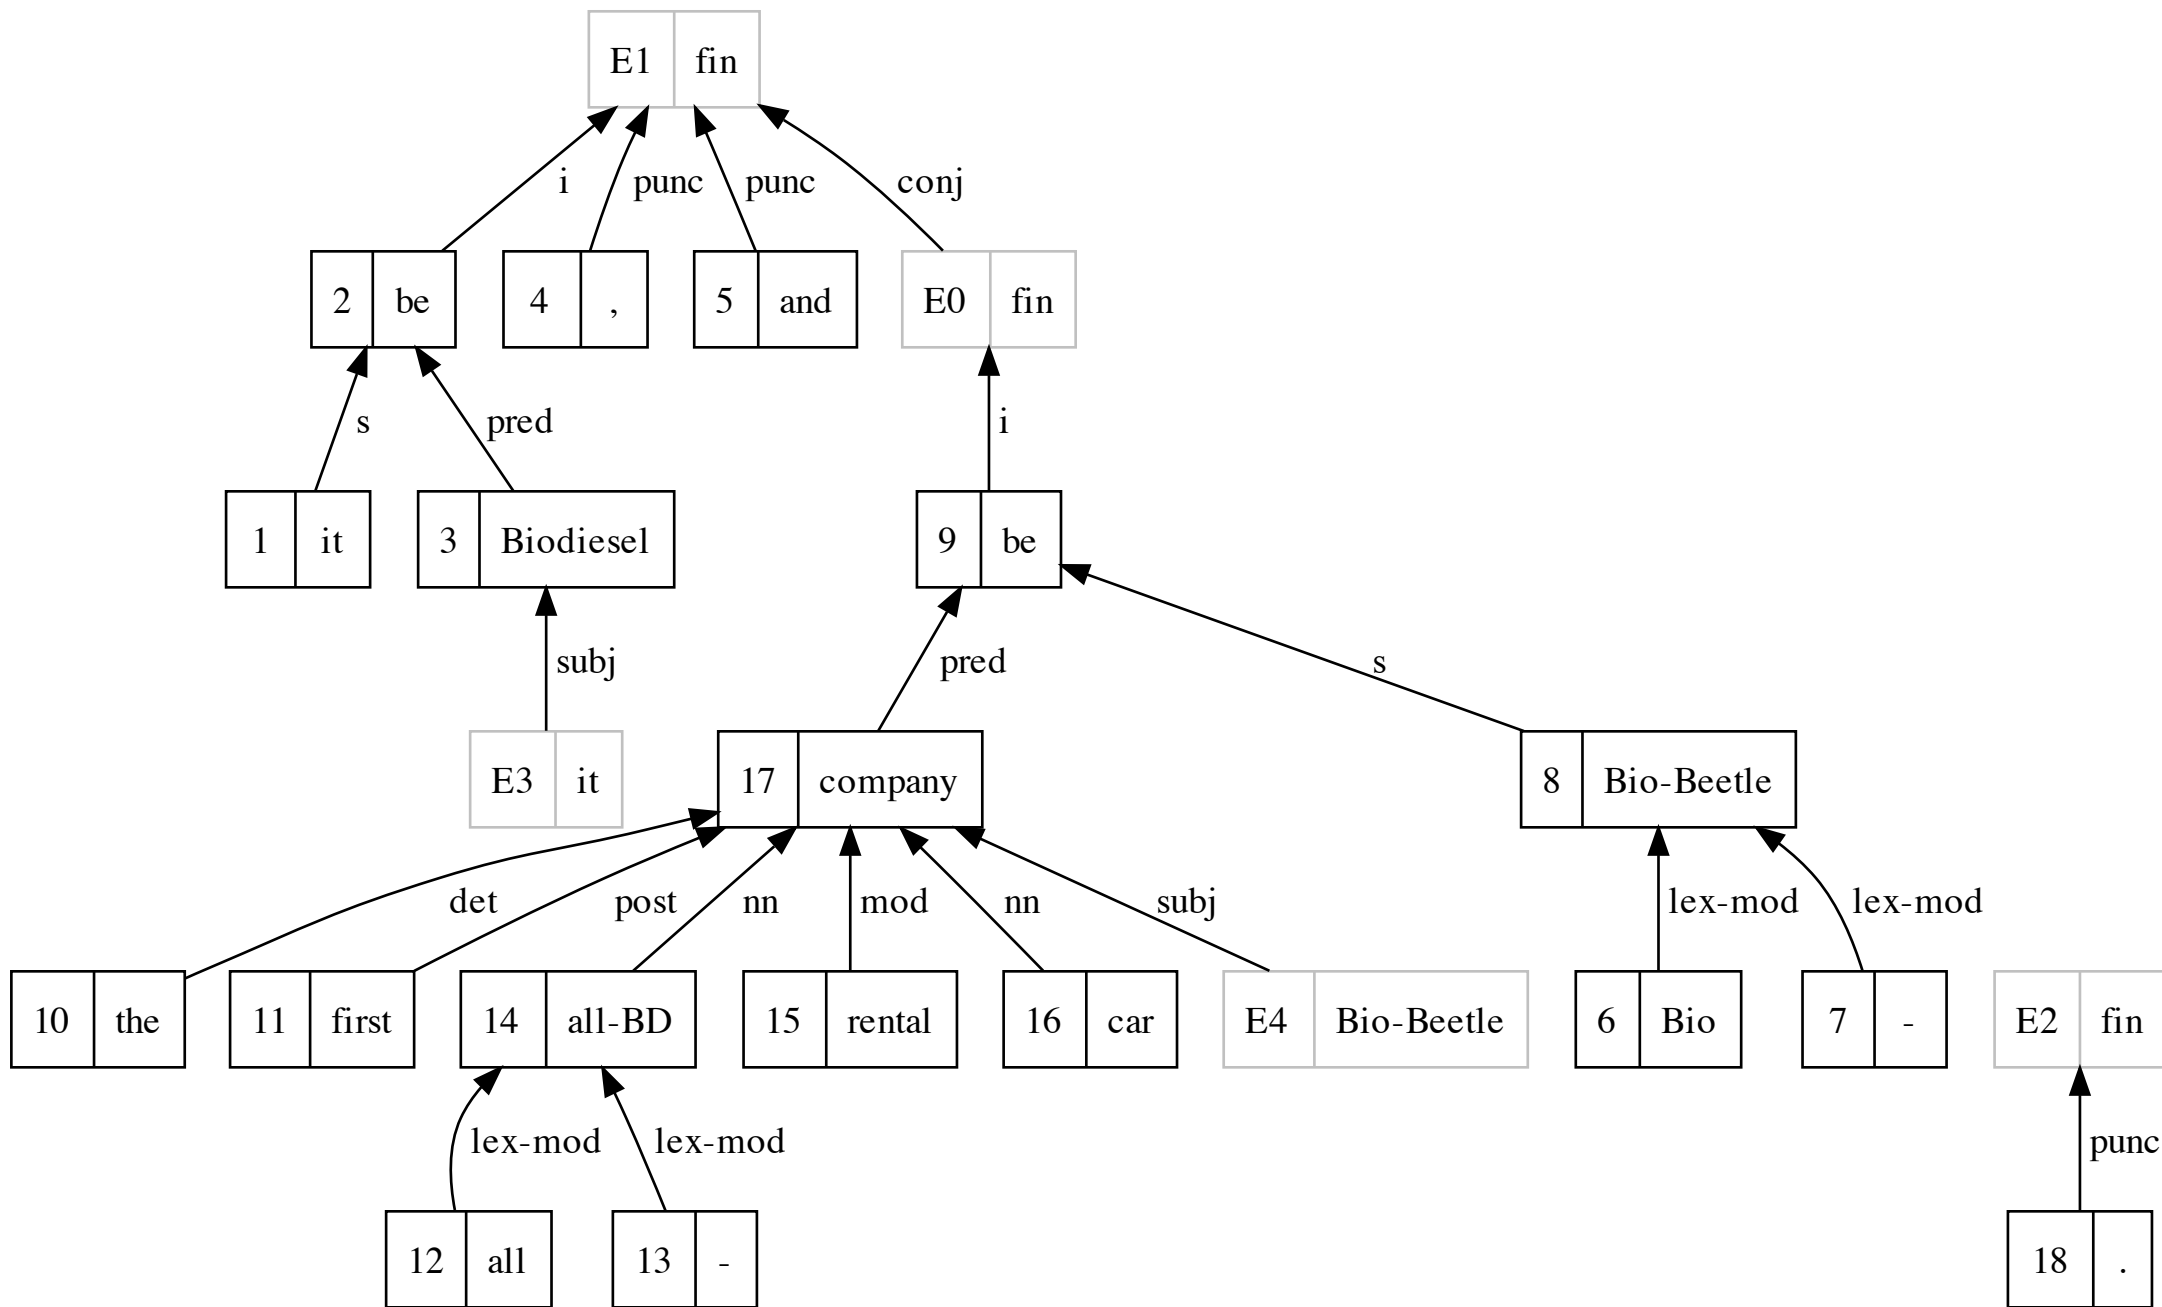 E1 fin
i punc punc conj
2 be 4 , 5 and E0 fin
s pred i
1 it 3 Biodiesel 9 be
subj pred s
E3 it 17 company 8 Bio-Beetle
det post nn mod nn subj lex-mod lex-mod
10 the 11 first 14 all-BD 15 rental 16 car E4 Bio-Beetle 6 Bio 7 - E2 fin
lex-mod lex-mod punc
12 all 13 - 18 .